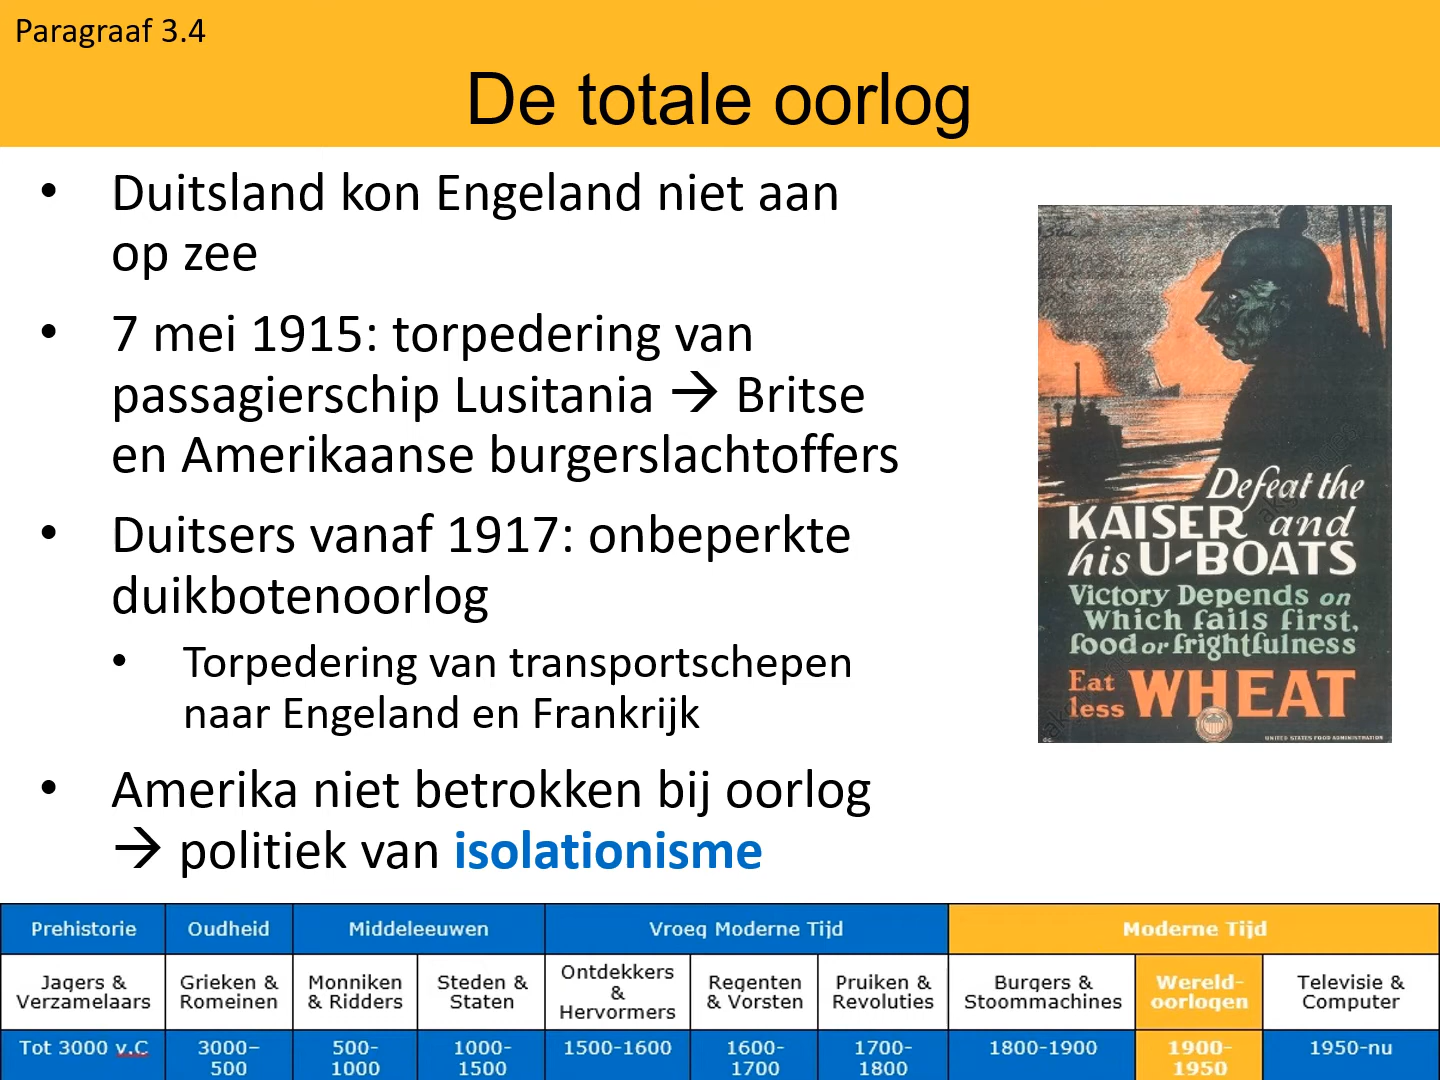 Paragraaf 3.4
De totale oorlog
• Duitsland kon Engeland niet aan
op zee
• 7 mei 1915: torpedering van
passagierschip Lusitania → Britse
en Amerikaanse burgerslachtoffers
• Duitsers vanaf 1917: onbeperkte
duikbotenoorlog
• Torpedering van transportschepen
naar Engeland en Frankrijk
• Amerika niet betrokken bij oorlog
→ politiek van isolationisme
Defeat the
KAISER and
his U-BOATS
Victory Depends on
Which fails first,
food or frightfulness
Eat
less WHEAT
UNITED STATES FOOD ADMINISTRATION
Prehistorie Oudheid Middeleeuwen Vroeg Moderne Tijd Moderne Tijd
Jagers &
Verzamelaars
Grieken &
Romeinen
Monniken
& Ridders
Steden &
Staten
Ontdekkers
&
Hervormers
Regenten
& Vorsten
Pruiken &
Revoluties
Burgers &
Stoommachines
Wereld-
oorlogen
Televisie &
Computer
Tot 3000 v.C
3000–
500
500-
1000
1000-
1500
1500-1600
1600-
1700
1700-
1800
1800-1900
1900-
1950
1950-nu